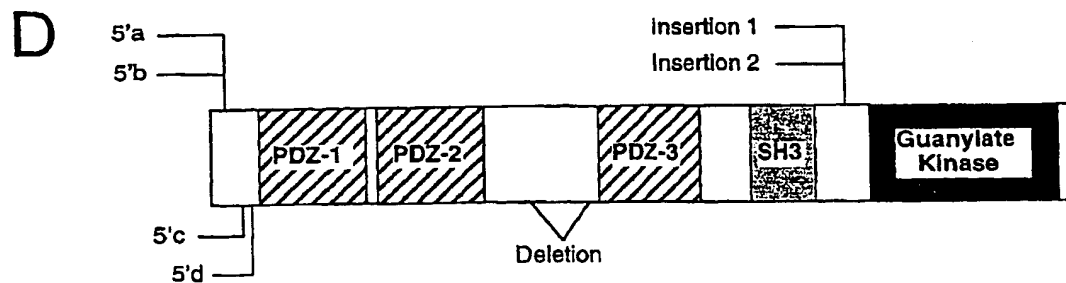 D
5'a
5'b
Insertion 1
Insertion 2
PDZ-1
PDZ-2
PDZ-3
SH3
Guanylate
Kinase
5'c
5'd
Deletion